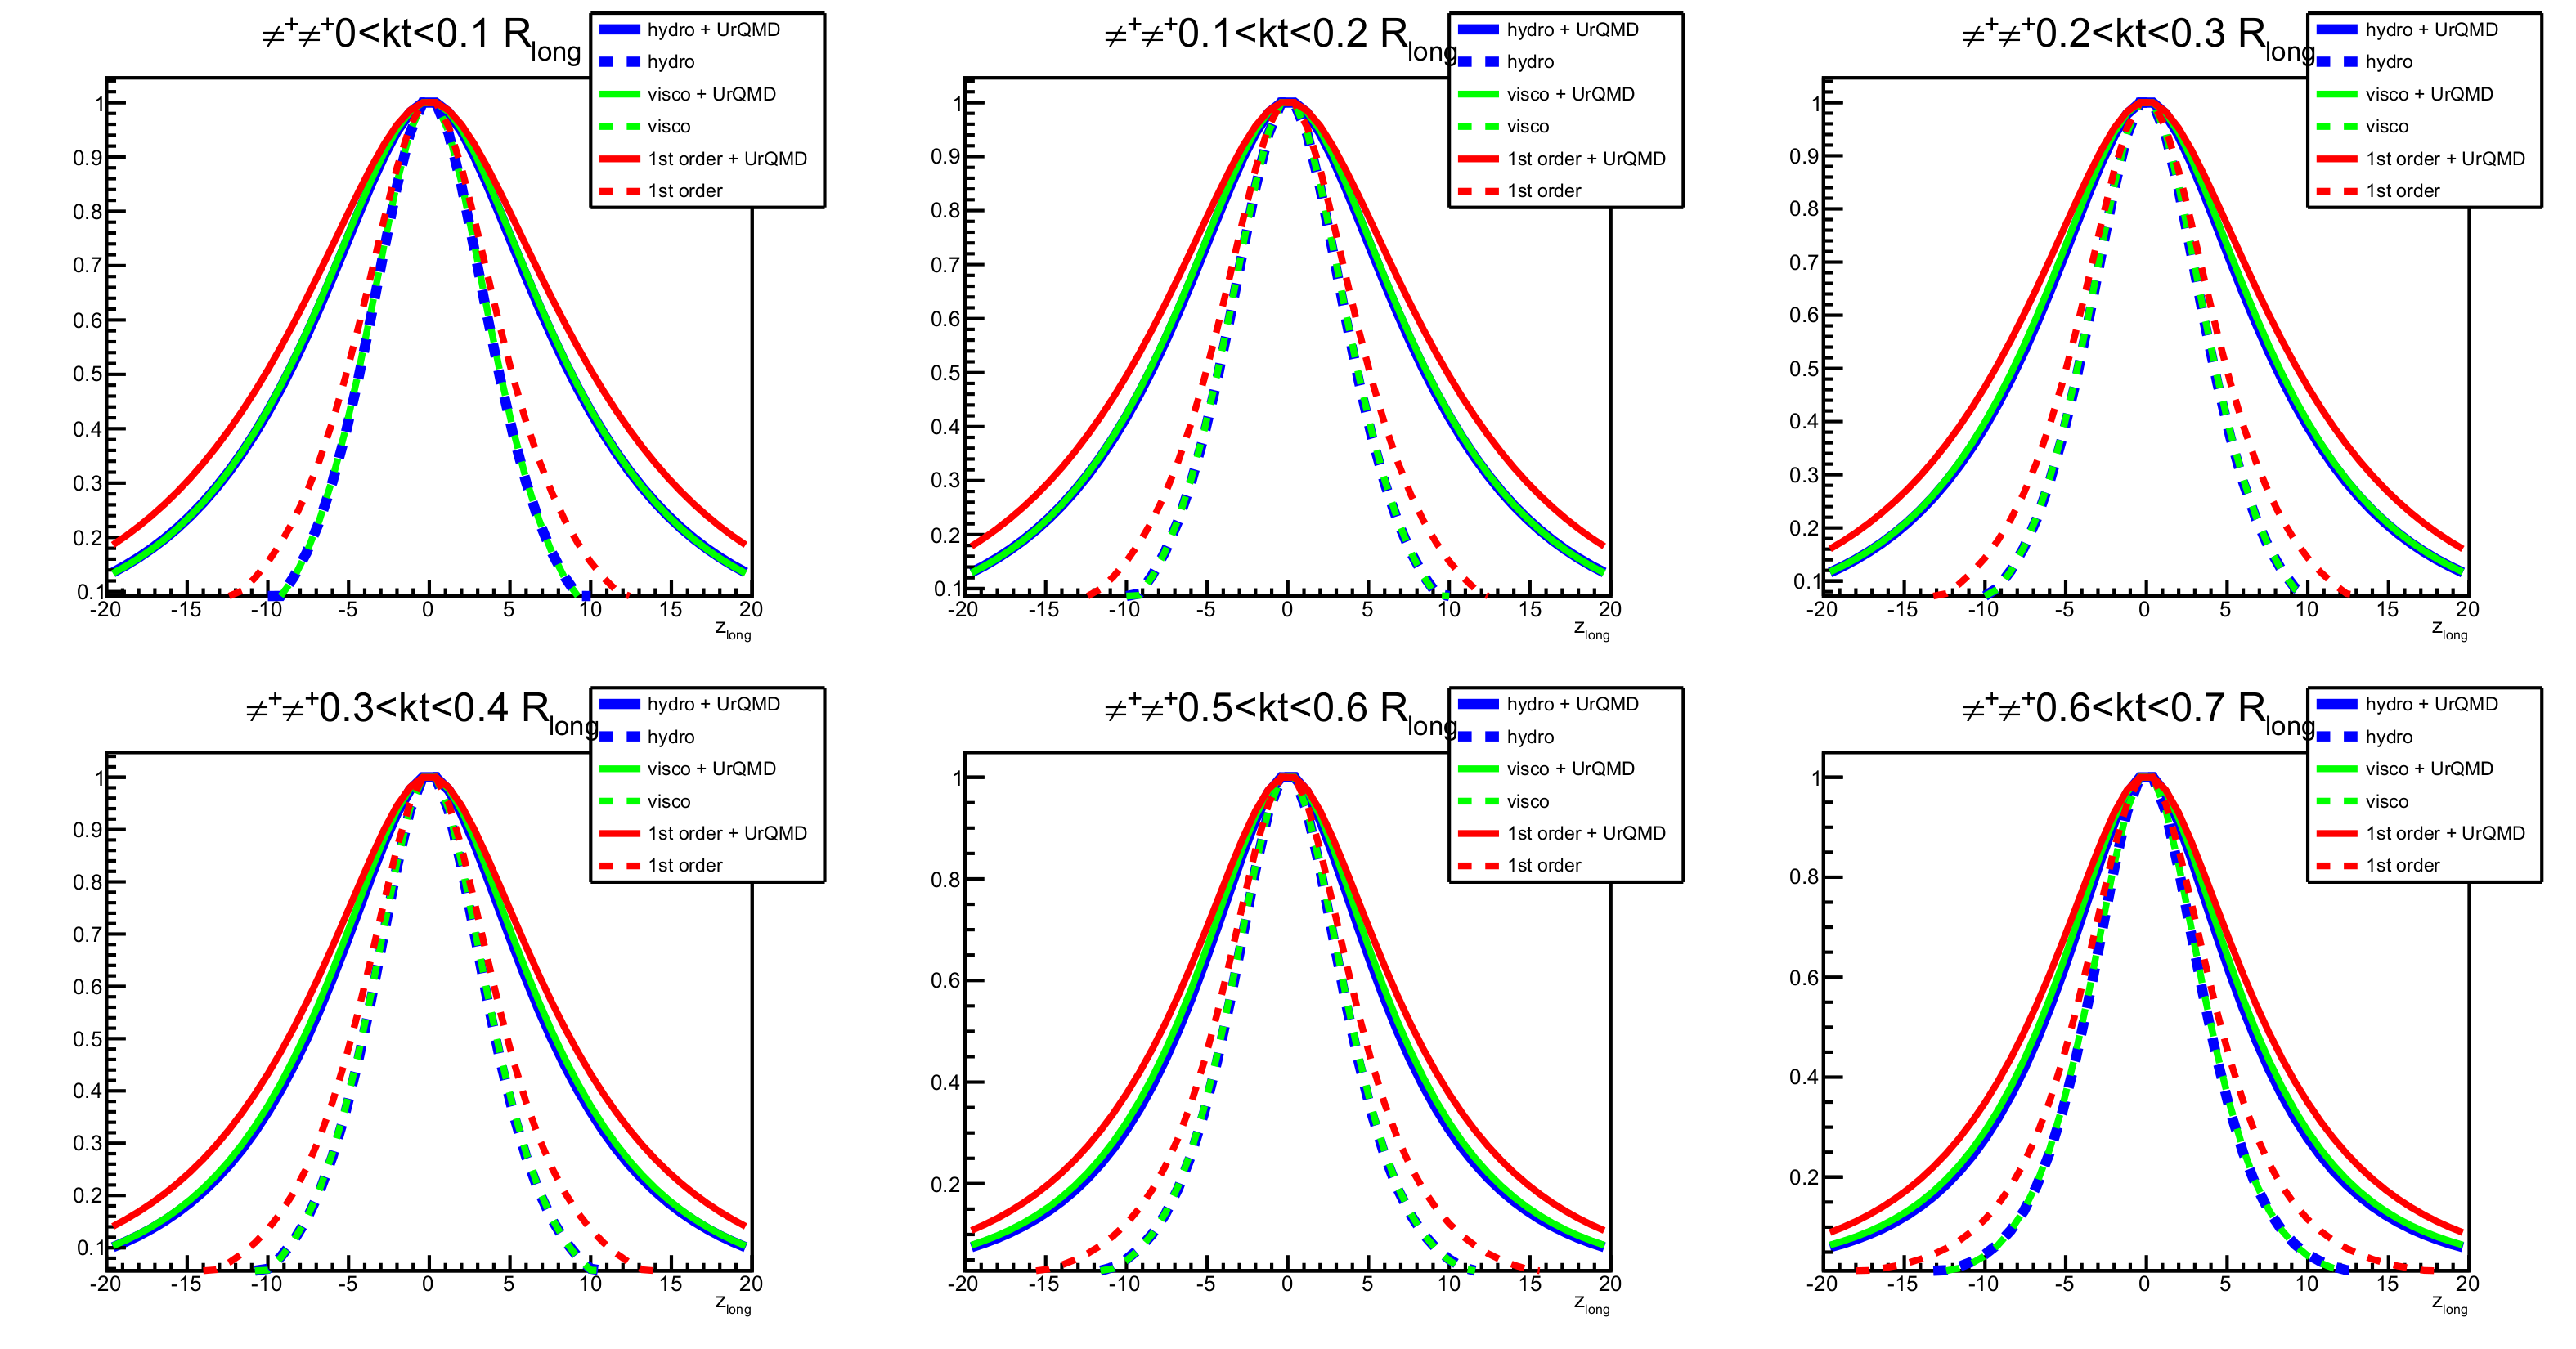 ≠+≠+0<kt<0.1 Rlong
hydro + UrQMD
hydro
visco + UrQMD
visco
1st order + UrQMD
1st order
1
0.9
0.8
0.7
0.6
0.5
0.4
0.3
0.2
0.1
-20 -15 -10 -5 0 5 10 15 20
zlong
≠+≠+0.1<kt<0.2 Rlong
hydro + UrQMD
hydro
visco + UrQMD
visco
1st order + UrQMD
1st order
1
0.9
0.8
0.7
0.6
0.5
0.4
0.3
0.2
0.1
-20 -15 -10 -5 0 5 10 15 20
zlong
≠+≠+0.2<kt<0.3 Rlong
hydro + UrQMD
hydro
visco + UrQMD
visco
1st order + UrQMD
1st order
1
0.9
0.8
0.7
0.6
0.5
0.4
0.3
0.2
0.1
-20 -15 -10 -5 0 5 10 15 20
zlong
≠+≠+0.3<kt<0.4 Rlong
hydro + UrQMD
hydro
visco + UrQMD
visco
1st order + UrQMD
1st order
1
0.9
0.8
0.7
0.6
0.5
0.4
0.3
0.2
0.1
-20 -15 -10 -5 0 5 10 15 20
zlong
≠+≠+0.5<kt<0.6 Rlong
hydro + UrQMD
hydro
visco + UrQMD
visco
1st order + UrQMD
1st order
1
0.8
0.6
0.4
0.2
-20 -15 -10 -5 0 5 10 15 20
zlong
≠+≠+0.6<kt<0.7 Rlong
hydro + UrQMD
hydro
visco + UrQMD
visco
1st order + UrQMD
1st order
1
0.8
0.6
0.4
0.2
-20 -15 -10 -5 0 5 10 15 20
zlong